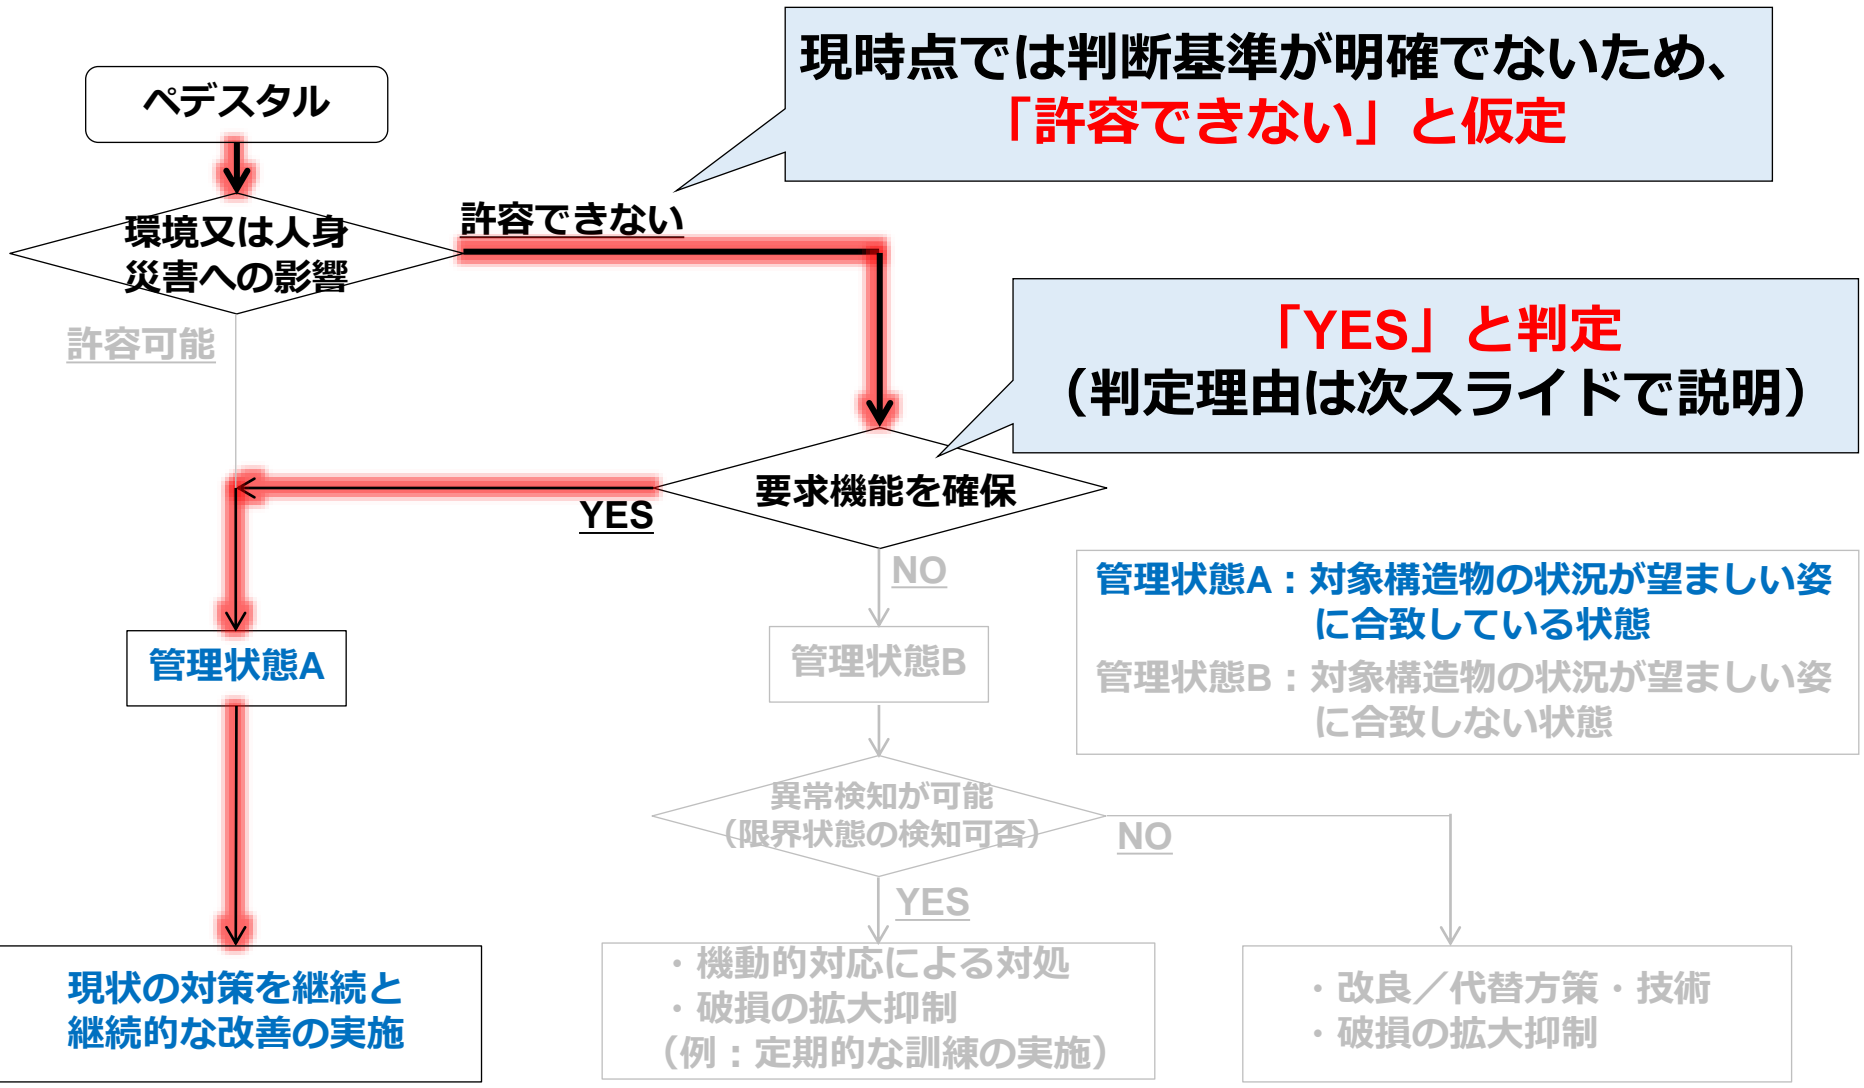 現時点では判断基準が明確でないため、
「許容できない」と仮定
ペデスタル
環境又は人身
災害への影響
許容できない
許容可能
「YES」と判定
（判定理由は次スライドで説明）
要求機能を確保
YES
NO
管理状態A：対象構造物の状況が望ましい姿
に合致している状態
管理状態B：対象構造物の状況が望ましい姿
に合致しない状態
管理状態A
管理状態B
異常検知が可能
（限界状態の検知可否）
NO
YES
現状の対策を継続と
継続的な改善の実施
・機動的対応による対処
・破損の拡大抑制
（例：定期的な訓練の実施）
・改良／代替方策・技術
・破損の拡大抑制